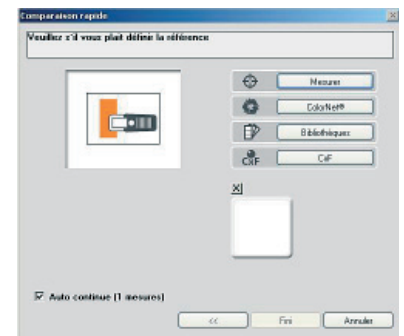 Comparaison rapide
Veuillez s'il vous plait définir la référence
Mesurer
ColorNet®
Bibliothèques
CXF
CxF
Auto continue (1 mesures)
<<
Fini
Annuler